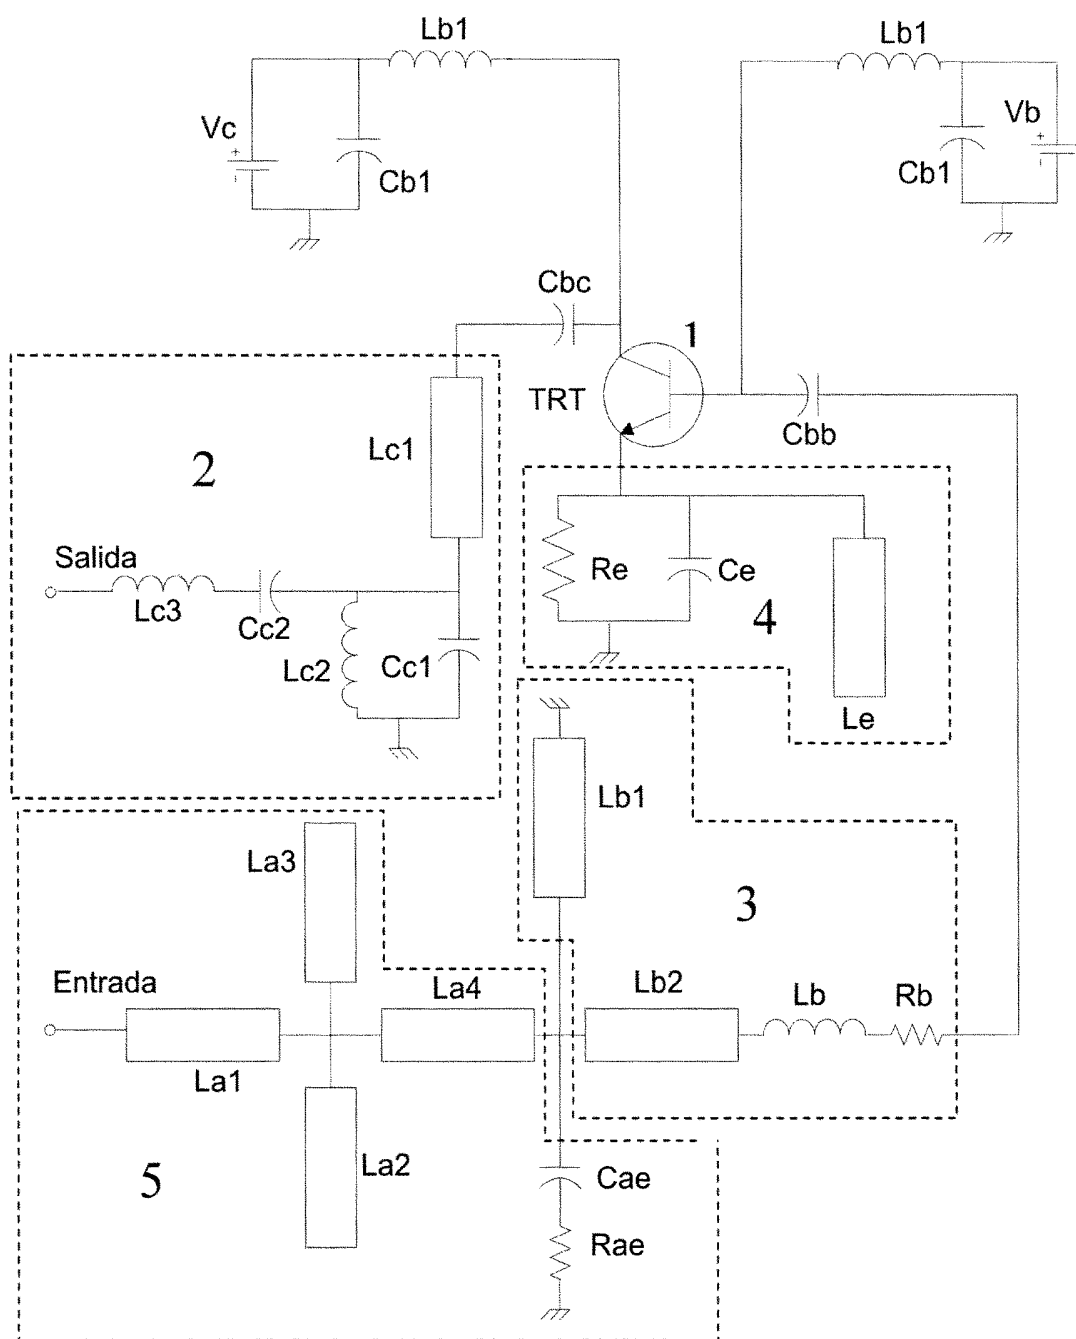 Lb1
Lb1
Vc
+
-
Cb1
Vb
+
-
Cb1
Cbc
1
TRT
Cbb
2
Lc1
Salida
Lc3
Cc2
Lc2
Cc1
Re
Ce
4
Le
Lb1
3
La3
Entrada
La4
Lb2
Lb
Rb
La1
La2
5
Cae
Rae